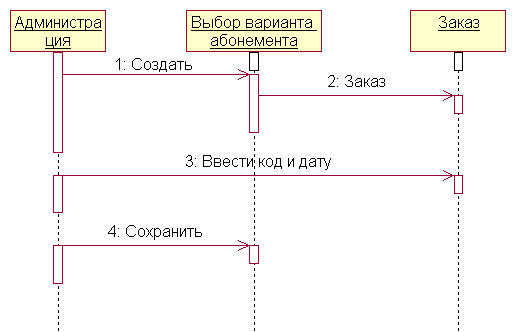 Администра
ция
Выбор варианта
абонемента
Заказ
1: Создать
2: Заказ
3: Ввести код и дату
4: Сохранить